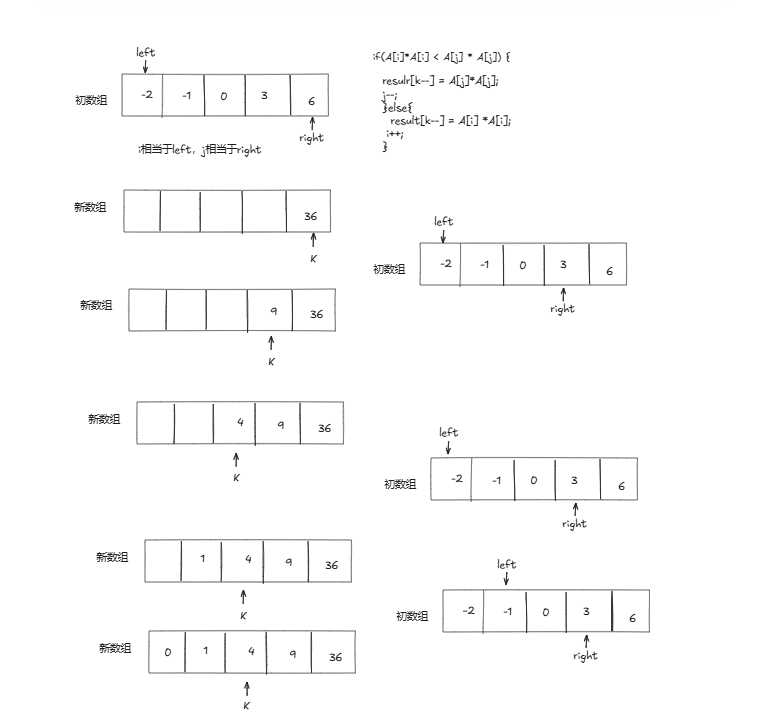 left
初数组
-2 -1 0 3 6
right
i相当于left, j相当于right
if(A[i]*A[i] < A[j] * A[j]) {
resulr[k--] = A[j]*A[j];
j--;
}else{
result[k--] = A[i] *A[i];
i++;
}
新数组
36
K
left
初数组
-2 -1 0 3 6
right
新数组
9 36
K
新数组
4 9 36
K
left
初数组
-2 -1 0 3 6
right
新数组
1 4 9 36
K
left
初数组
-2 -1 0 3 6
right
新数组
0 1 4 9 36
K